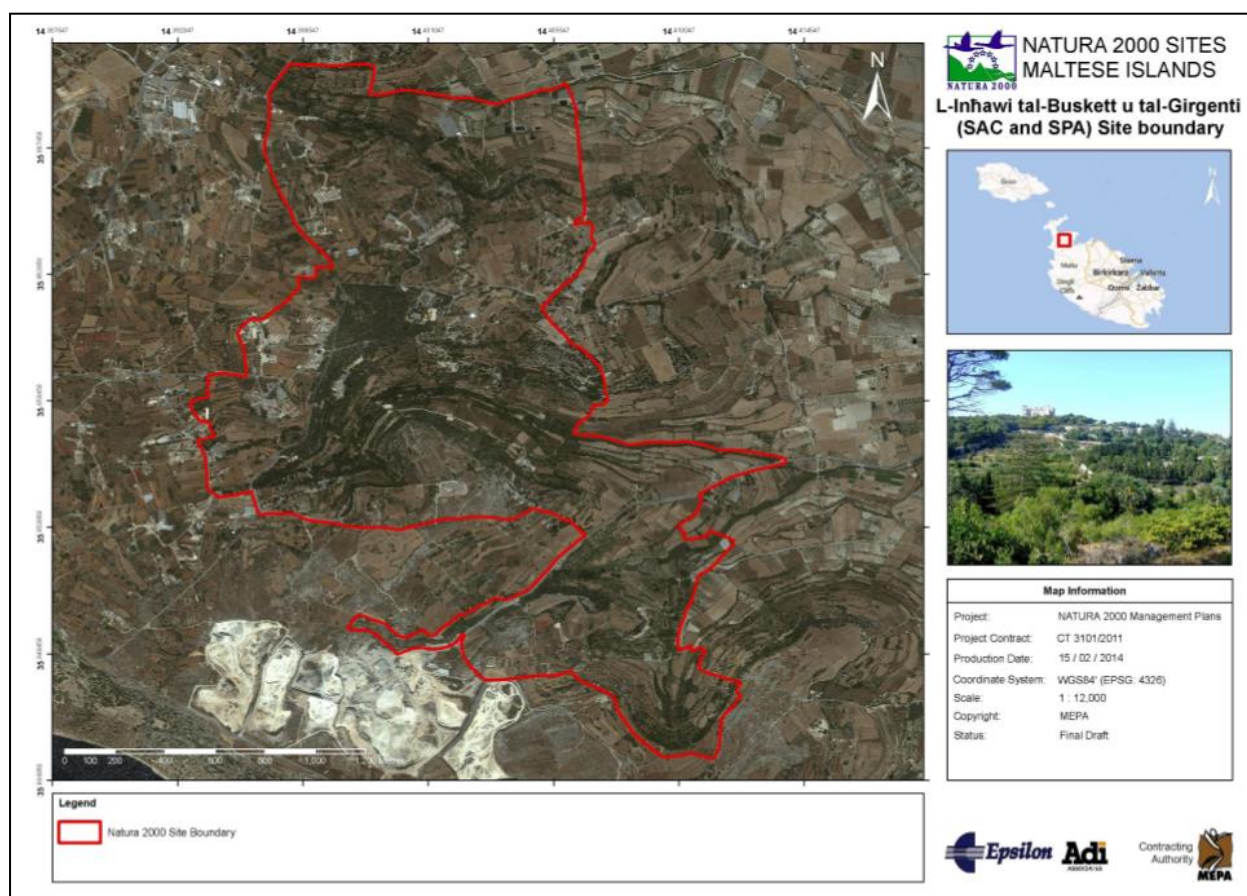 NATURA 2000 SITES
MALTESE ISLANDS
NATURA 2000
L-Inħawi tal-Buskett u tal-Girgenti
(SAC and SPA) Site boundary
N
N
Gozo
Sliema
Malta
Birkirkara
Valletta
Dingli
Cliffs
Qormi
Żabbar
0 100 200 400 600 800 1,000
Legend
Natura 2000 Site Boundary
Map Information
Project: NATURA 2000 Management Plans
Project Contract: CT 3101/2011
Production Date: 15 / 02 / 2014
Coordinate System: WGS84' (EPSG: 4326)
Scale: 1 : 12,000
Copyright: MEPA
Status: Final Draft
Epsilon
Adi
ASSOCIATES
Contracting
Authority
MEPA